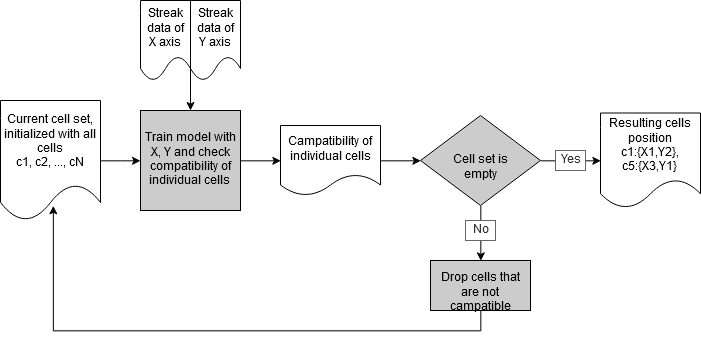 Streak
data of
X axis
Streak
data of
Y axis
Current cell set,
initialized with all
cells
c1, c2, ..., cN
Train model with
X, Y and check
compatibility of
individual cells
Campatibility of
individual cells
Cell set is
empty
Yes
Resulting cells
position
c1:{X1,Y2},
c5:{X3,Y1}
No
Drop cells that
are not
campatible